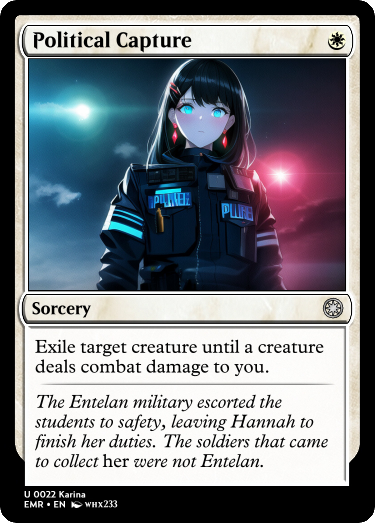 Political Capture
Sorcery
Exile target creature until a creature
deals combat damage to you.
The Entelan military escorted the
students to safety, leaving Hannah to
finish her duties. The soldiers that came
to collect her were not Entelan.
U 0022 Karina
EMR • EN whx233